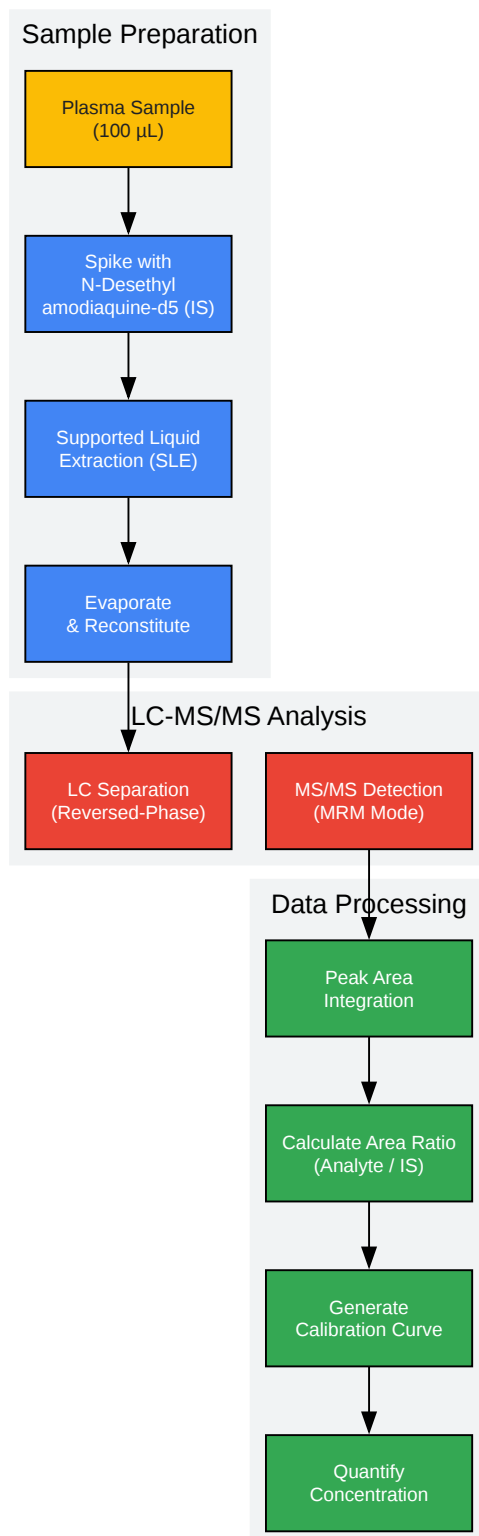 Sample Preparation
Plasma Sample
(100 µL)
Spike with
N-Desethyl
amodiaquine-d5 (IS)
Supported Liquid
Extraction (SLE)
Evaporate
& Reconstitute
LC-MS/MS Analysis
LC Separation
(Reversed-Phase)
MS/MS Detection
(MRM Mode)
Data Processing
Peak Area
Integration
Calculate Area Ratio
(Analyte / IS)
Generate
Calibration Curve
Quantify
Concentration